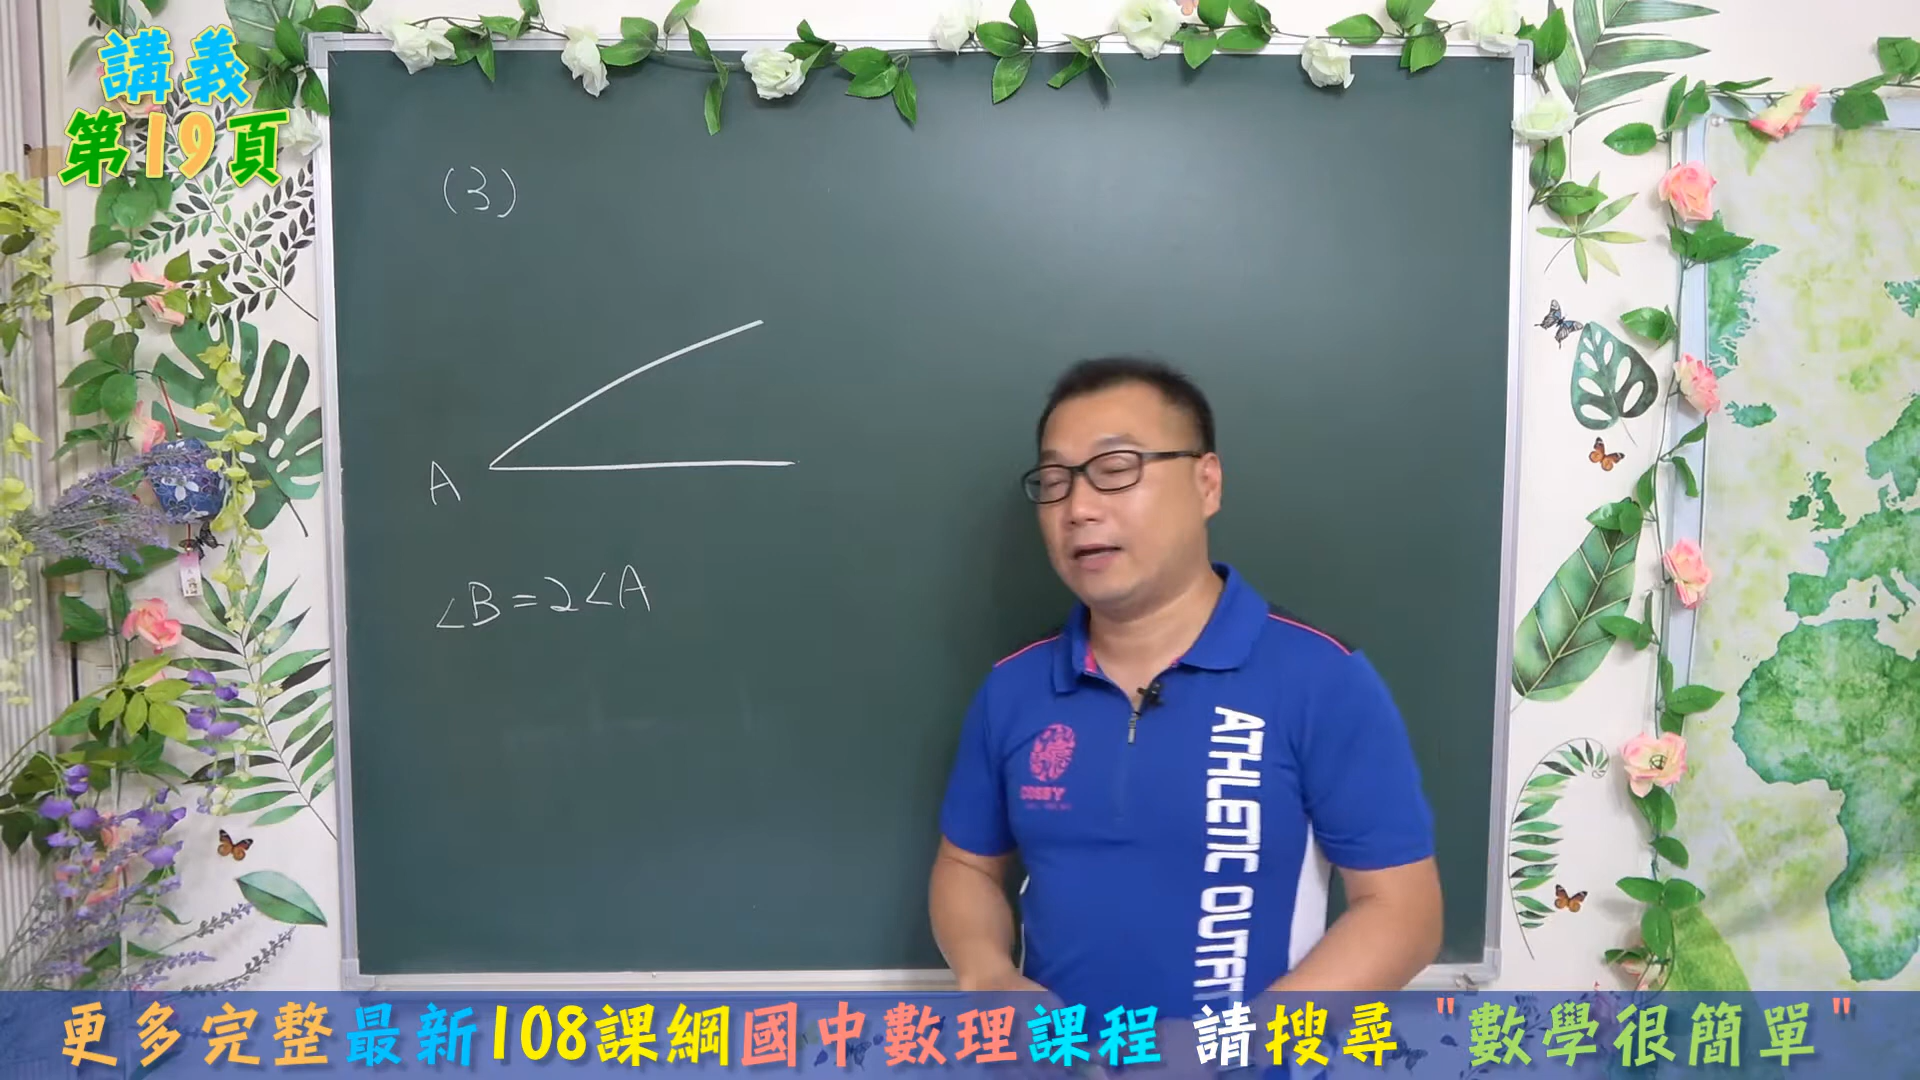 講義
第19頁
(3)
A
∠B=2∠A
COSBY
ATHLETIC OUTFIT
更多完整最新108課綱國中數理課程 請搜尋 "數學很簡單"